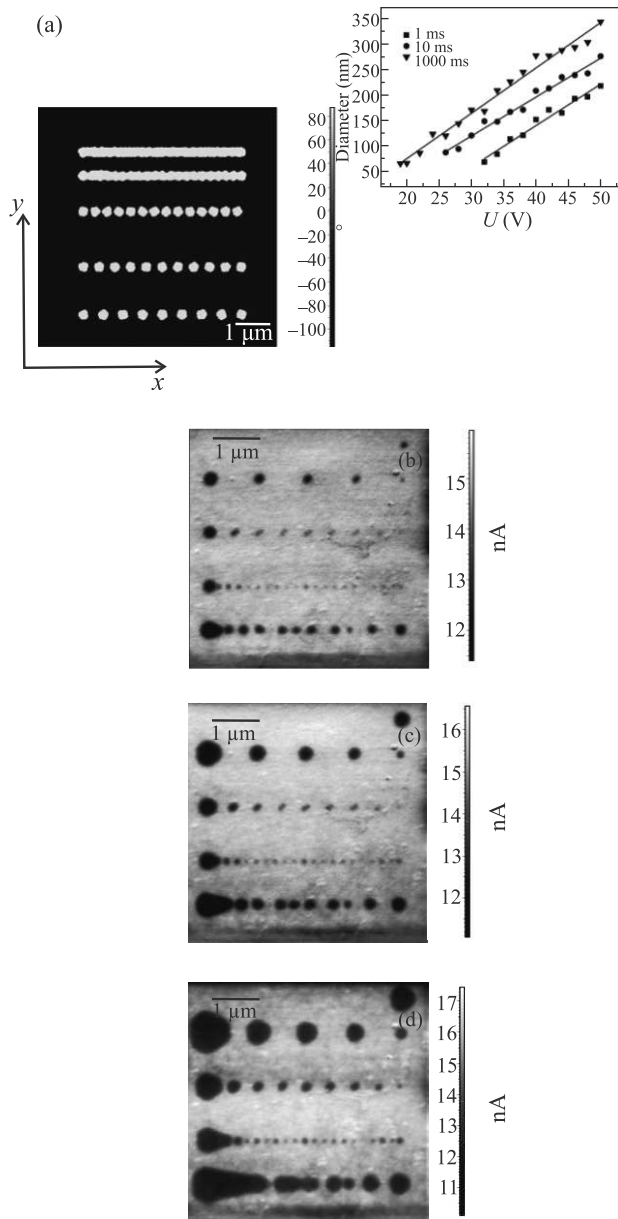 (a)
y
x
1 μm
80
60
40
20
0
−20
−40
−60
−80
−100
°
Diameter (nm)
350
300
250
200
150
100
50
1 ms
10 ms
1000 ms
20 25 30 35 40 45 50
U (V)
1 μm
(b)
15
14
13
12
nA
1 μm
(c)
16
14
13
12
nA
1 μm
(d)
17
16
14
13
12
11
nA